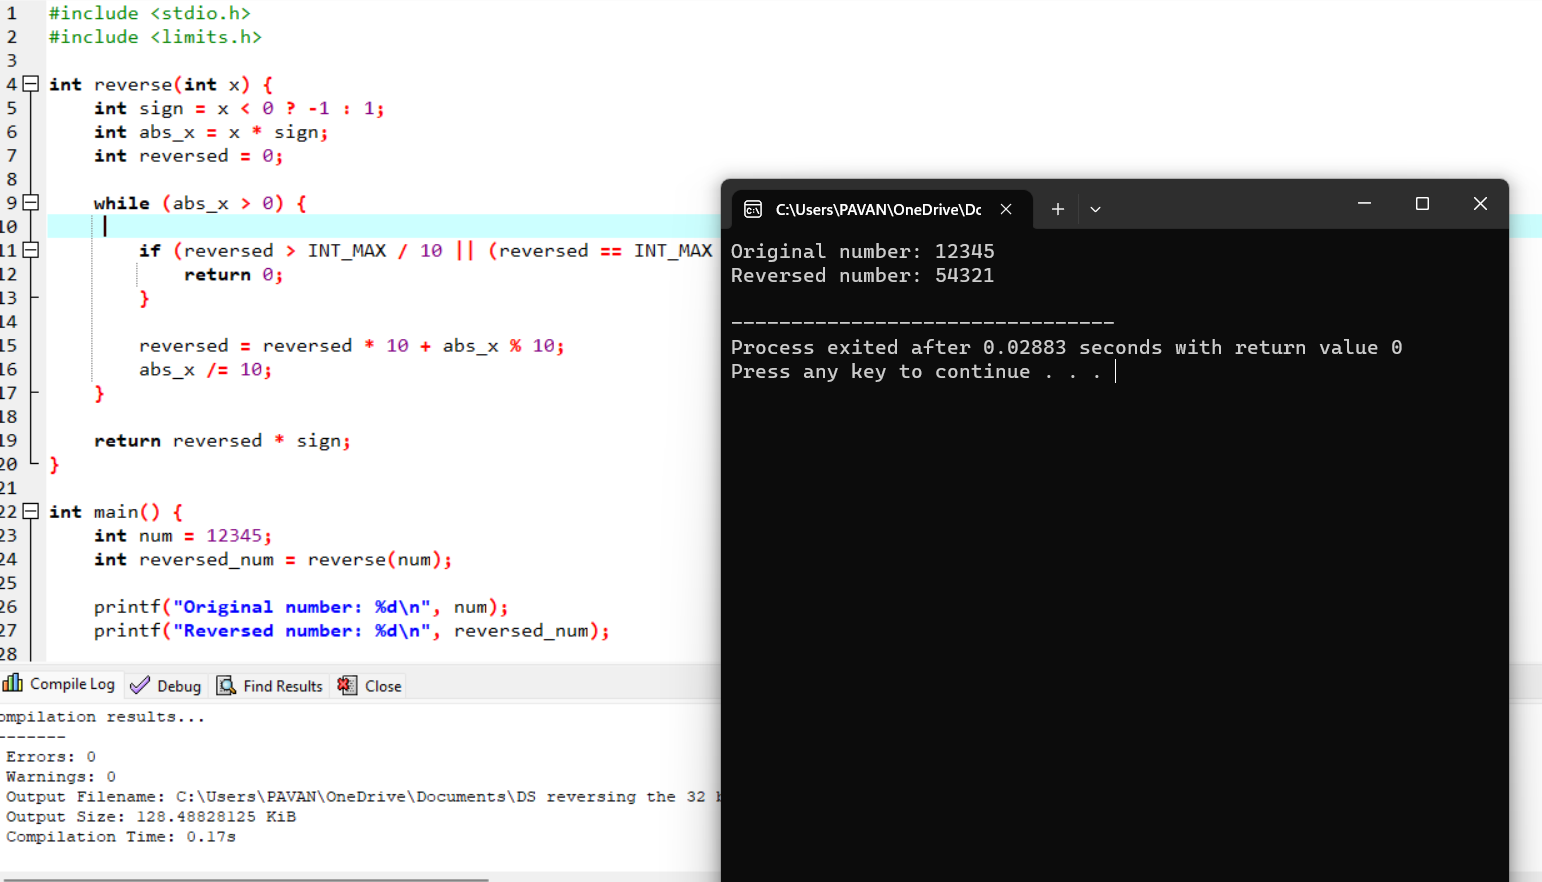 1 #include <stdio.h>
2 #include <limits.h>
3
4 int reverse(int x) {
5 int sign = x < 0 ? -1 : 1;
6 int abs_x = x * sign;
7 int reversed = 0;
8
9 while (abs_x > 0) {
10
11 if (reversed > INT_MAX / 10 || (reversed == INT_MAX
12 return 0;
13 }
14
15 reversed = reversed * 10 + abs_x % 10;
16 abs_x /= 10;
17 }
18
19 return reversed * sign;
20 }
21
22 int main() {
23 int num = 12345;
24 int reversed_num = reverse(num);
25
26 printf("Original number: %d\n", num);
27 printf("Reversed number: %d\n", reversed_num);
28
Compile Log Debug Find Results Close
ompilation results...
-------
Errors: 0
Warnings: 0
Output Filename: C:\Users\PAVAN\OneDrive\Documents\DS reversing the 32
Output Size: 128.48828125 KiB
Compilation Time: 0.17s
C:\Users\PAVAN\OneDrive\Dc
Original number: 12345
Reversed number: 54321
--------------------------------
Process exited after 0.02883 seconds with return value 0
Press any key to continue . . .